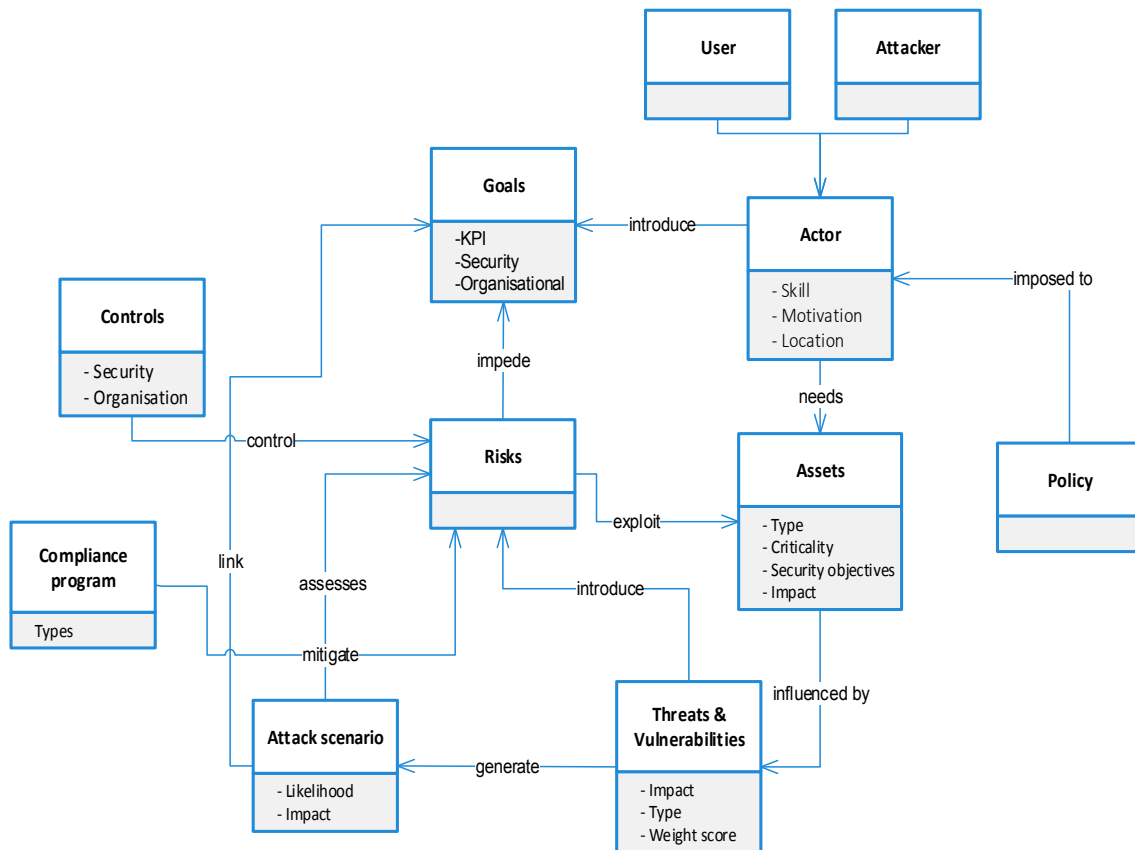 User
Attacker
Goals
-KPI
-Security
-Organisational
introduce
Actor
- Skill
- Motivation
- Location
imposed to
Controls
- Security
- Organisation
impede
needs
control
Risks
Assets
- Type
- Criticality
- Security objectives
- Impact
Policy
exploit
Compliance
program
Types
link
assesses
introduce
mitigate
influenced by
Attack scenario
- Likelihood
- Impact
generate
Threats &
Vulnerabilities
- Impact
- Type
- Weight score